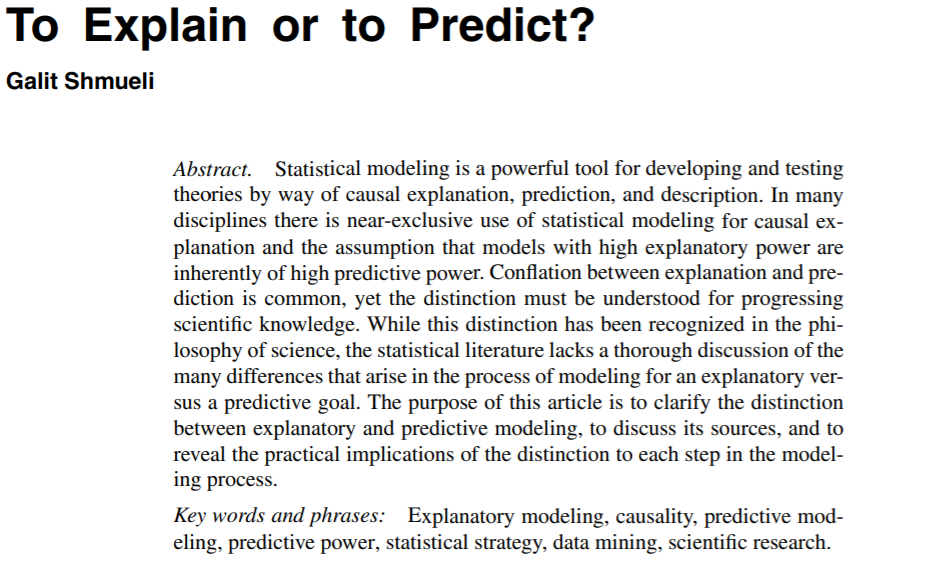 To Explain or to Predict?
Galit Shmueli
Abstract. Statistical modeling is a powerful tool for developing and testing
theories by way of causal explanation, prediction, and description. In many
disciplines there is near-exclusive use of statistical modeling for causal ex-
planation and the assumption that models with high explanatory power are
inherently of high predictive power. Conflation between explanation and pre-
diction is common, yet the distinction must be understood for progressing
scientific knowledge. While this distinction has been recognized in the phi-
losophy of science, the statistical literature lacks a thorough discussion of the
many differences that arise in the process of modeling for an explanatory ver-
sus a predictive goal. The purpose of this article is to clarify the distinction
between explanatory and predictive modeling, to discuss its sources, and to
reveal the practical implications of the distinction to each step in the model-
ing process.
Key words and phrases: Explanatory modeling, causality, predictive mod-
eling, predictive power, statistical strategy, data mining, scientific research.